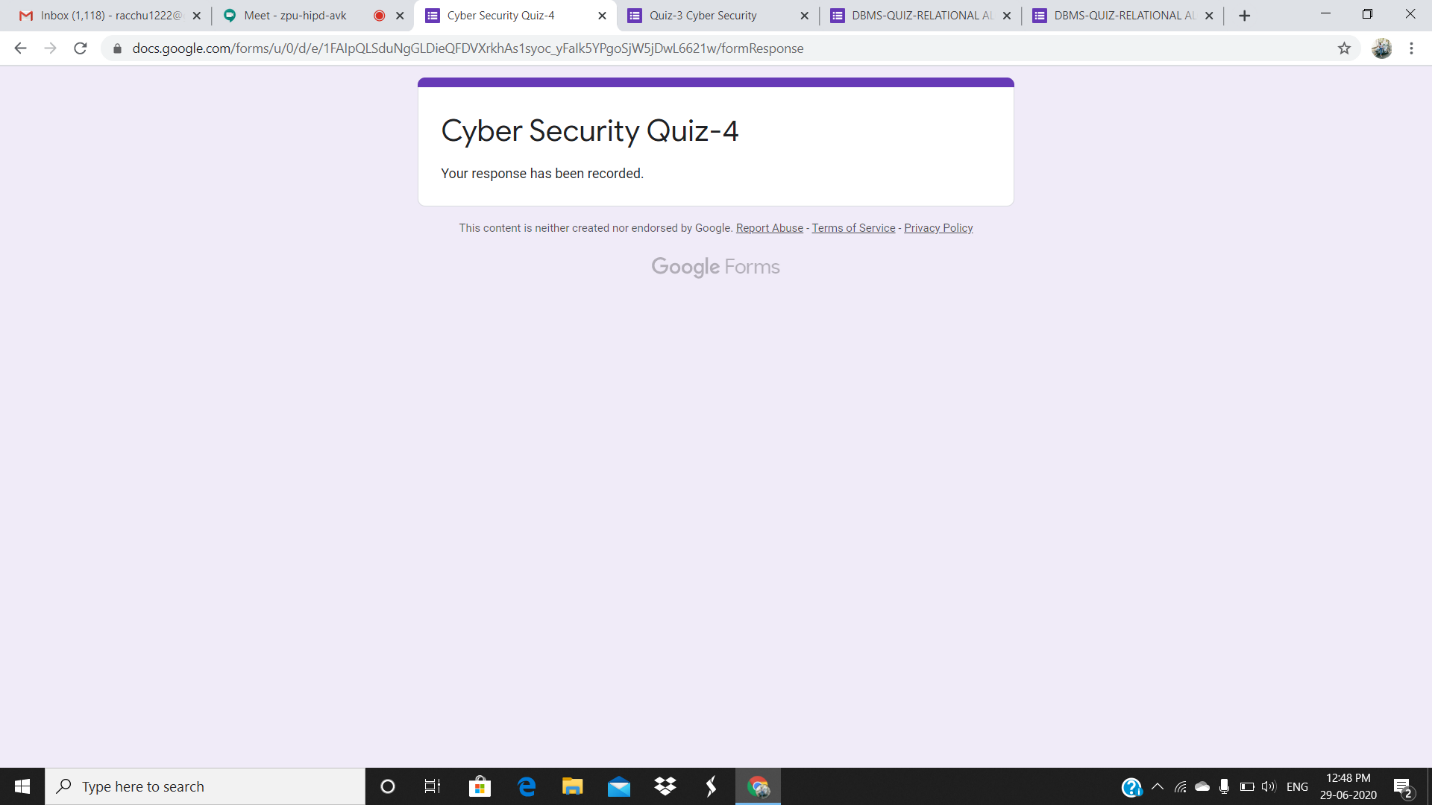 Inbox (1,118) - racchu1222@
Meet - zpu-hipd-avk
Cyber Security Quiz-4
Quiz-3 Cyber Security
DBMS-QUIZ-RELATIONAL AL
DBMS-QUIZ-RELATIONAL AL
docs.google.com/forms/u/0/d/e/1FAIpQLSduNgGLDieQFDVXrkhAs1syoc_yFaIk5YPgoSjW5jDwL6621w/formResponse
Cyber Security Quiz-4
Your response has been recorded.
This content is neither created nor endorsed by Google. Report Abuse - Terms of Service - Privacy Policy
Google Forms
Type here to search
ENG
12:48 PM
29-06-2020
2